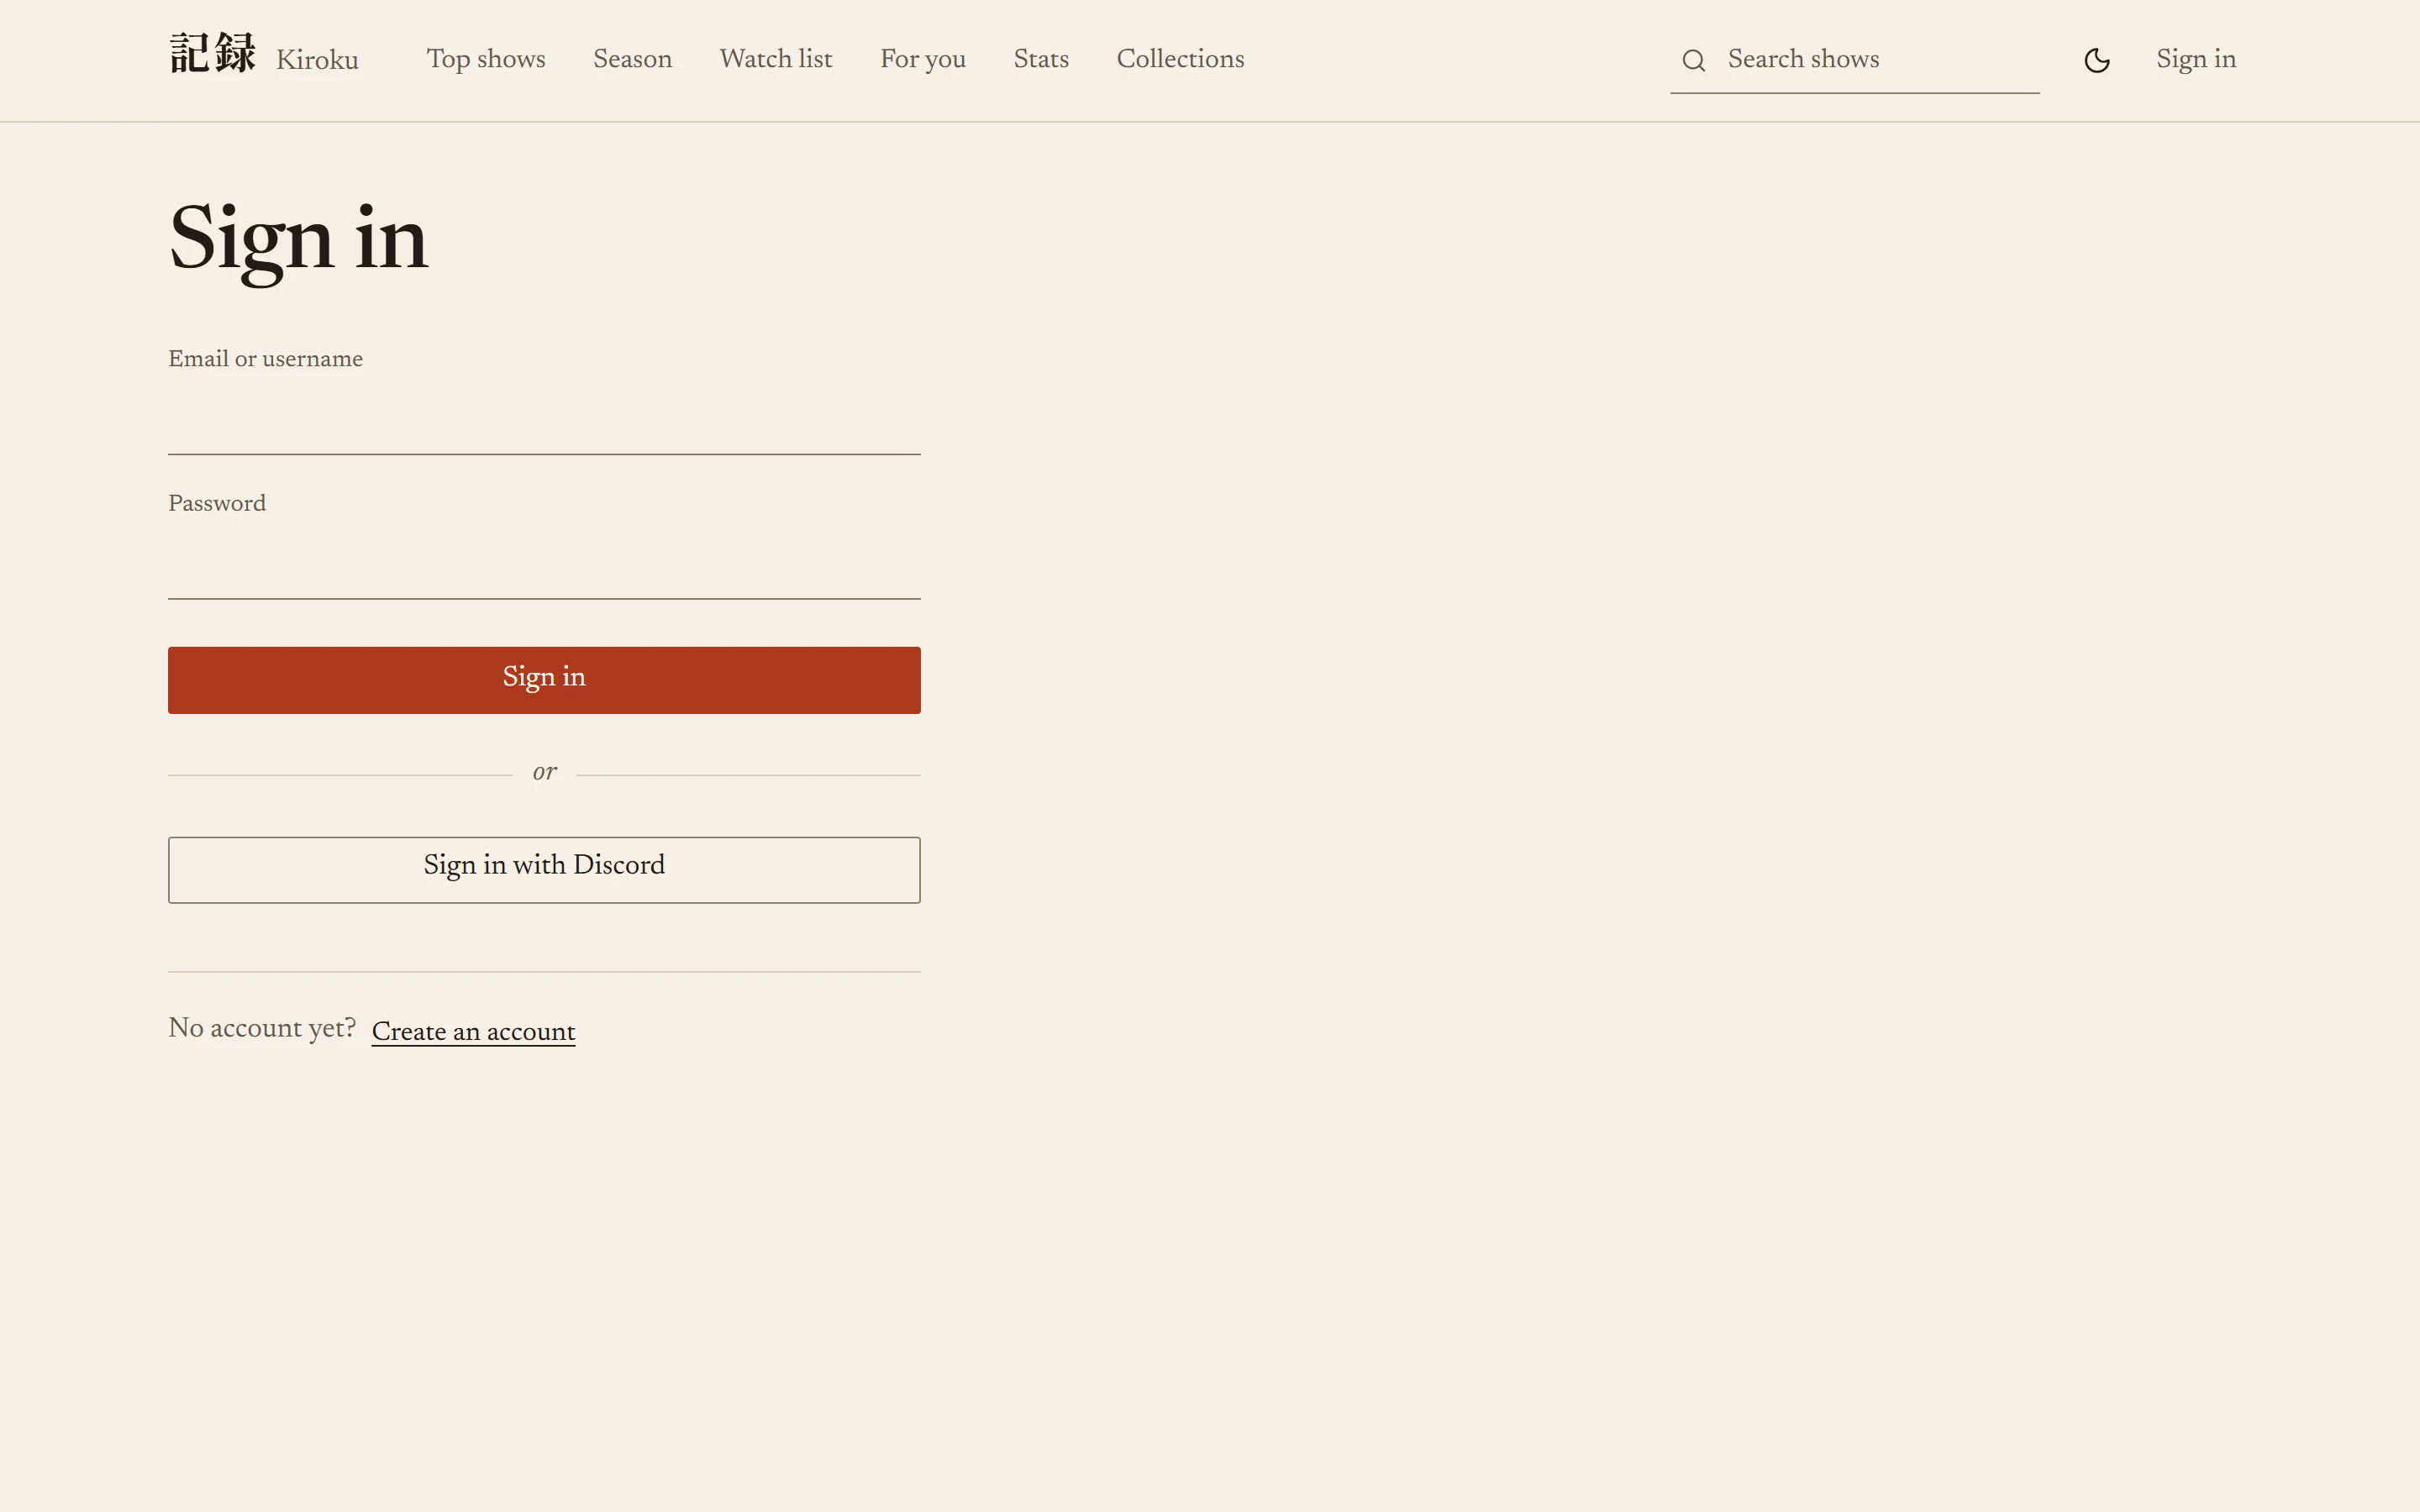 記録 Kiroku Top shows Season Watch list For you Stats Collections Search shows Sign in
Sign in
Email or username
Password
Sign in
or
Sign in with Discord
No account yet? Create an account